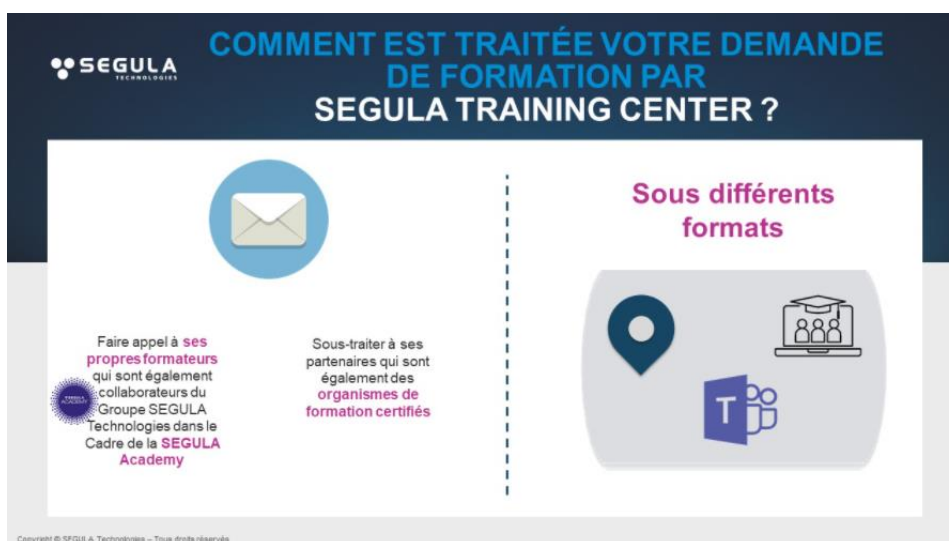 SEGULA
TECHNOLOGIES
COMMENT EST TRAITÉE VOTRE DEMANDE
DE FORMATION PAR
SEGULA TRAINING CENTER ?
Faire appel à ses
propres formateurs
qui sont également
collaborateurs du
Groupe SEGULA
Technologies dans le
Cadre de la SEGULA
Academy
ACADEMY
Sous-traiter à ses
partenaires qui sont
également des
organismes de
formation certifiés
Sous différents
formats
T
Copyright © SEGULA Technologies – Tous droits réservés